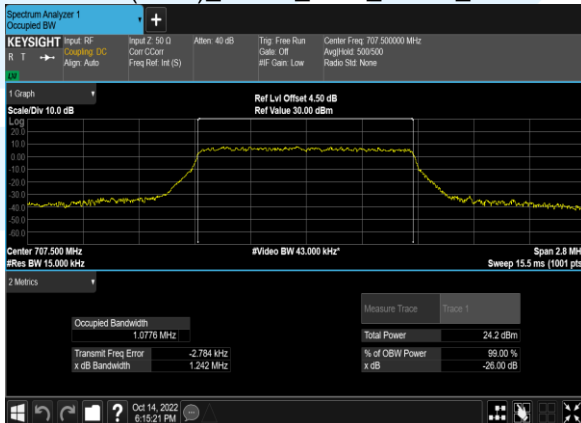 Spectrum Analyzer 1
Occupied BW
+
KEYSIGHT Input: RF Input Z: 50 Ω Atten: 40 dB Trig: Free Run Center Freq: 707.500000 MHz
R T Coupling: DC Corr CCorr Gate: Off Avg|Hold: 500/500
Align: Auto Freq Ref: Int (S) #IF Gain: Low Radio Std: None
1 Graph
Ref Lvl Offset 4.50 dB
Scale/Div 10.0 dB Ref Value 30.00 dBm
Log
20.0
10.0
0.00
-10.0
-20.0
-30.0
-40.0
-50.0
-60.0
Center 707.500 MHz #Video BW 43.000 kHz* Span 2.8 MH
#Res BW 15.000 kHz Sweep 15.5 ms (1001 pts
2 Metrics
Measure Trace Trace 1
Occupied Bandwidth
1.0776 MHz Total Power 24.2 dBm
Transmit Freq Error -2.784 kHz % of OBW Power 99.00 %
x dB Bandwidth 1.242 MHz x dB -26.00 dB
? Oct 14, 2022
6:15:21 PM